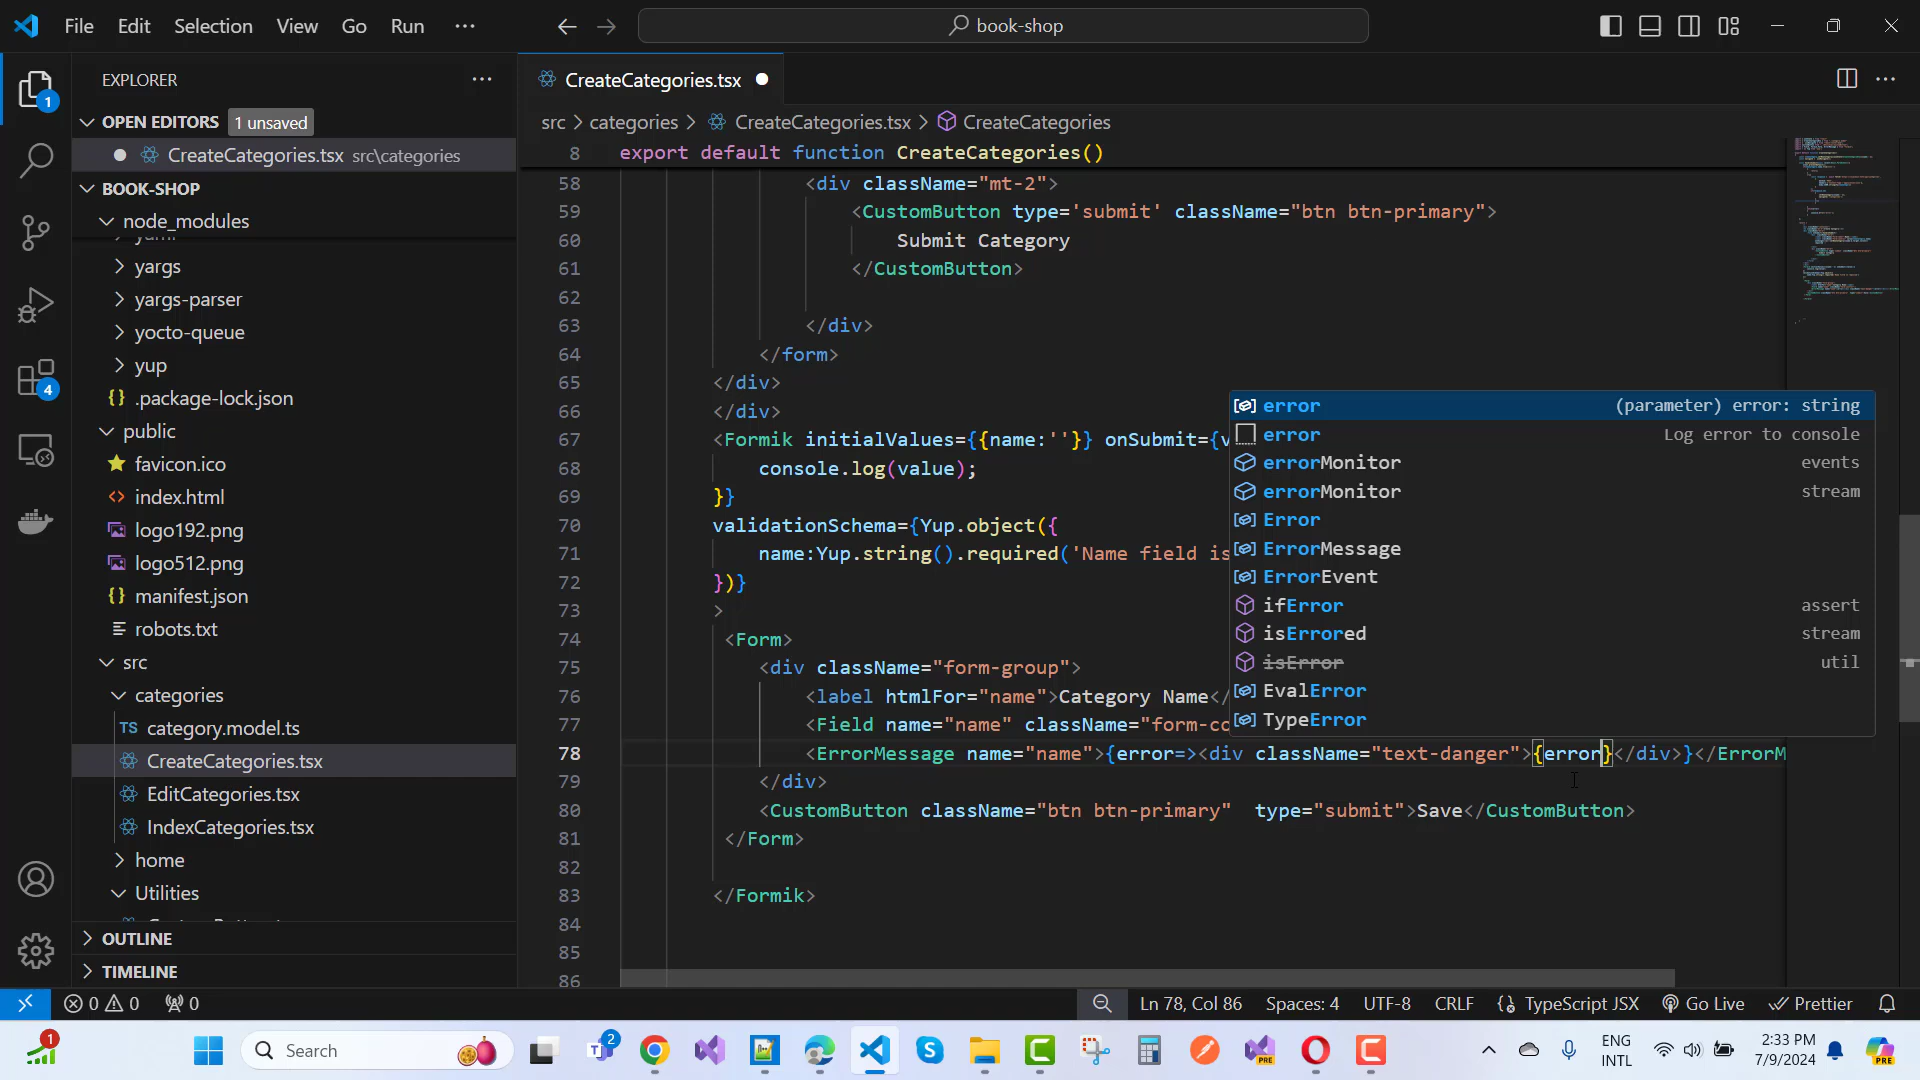 File Edit Selection View Go Run
book-shop
EXPLORER
OPEN EDITORS 1 unsaved
CreateCategories.tsx src\categories
BOOK-SHOP
node_modules
yargs
yargs-parser
yocto-queue
yup
.package-lock.json
public
favicon.ico
index.html
logo192.png
logo512.png
manifest.json
robots.txt
src
categories
TS category.model.ts
CreateCategories.tsx
EditCategories.tsx
IndexCategories.tsx
home
Utilities
OUTLINE
TIMELINE
1
4
CreateCategories.tsx
src > categories > CreateCategories.tsx > CreateCategories
8 export default function CreateCategories()
58 <div className="mt-2">
59 <CustomButton type='submit' className="btn btn-primary">
60 Submit Category
61 </CustomButton>
62
63 </div>
64 </form>
65 </div>
66 </div>
67 <Formik initialValues={{name:''}} onSubmit={v
68 console.log(value);
69 }}
70 validationSchema={Yup.object({
71 name:Yup.string().required('Name field is
72 })}
73 >
74 <Form>
75 <div className="form-group">
76 <label htmlFor="name">Category Name</
77 <Field name="name" className="form-co
78 <ErrorMessage name="name">{error=><div className="text-danger">{error}</div>}</ErrorM
79 </div>
80 <CustomButton className="btn btn-primary" type="submit">Save</CustomButton>
81 </Form>
82
83 </Formik>
84
85
86
error (parameter) error: string
error Log error to console
errorMonitor events
errorMonitor stream
Error
ErrorMessage
ErrorEvent
ifError assert
isErrored stream
isError util
EvalError
TypeError
0 0 0
Ln 78, Col 86 Spaces: 4 UTF-8 CRLF {} TypeScript JSX Go Live Prettier
1
Search
2
PRE
ENG
INTL
2:33 PM
7/9/2024
PRE